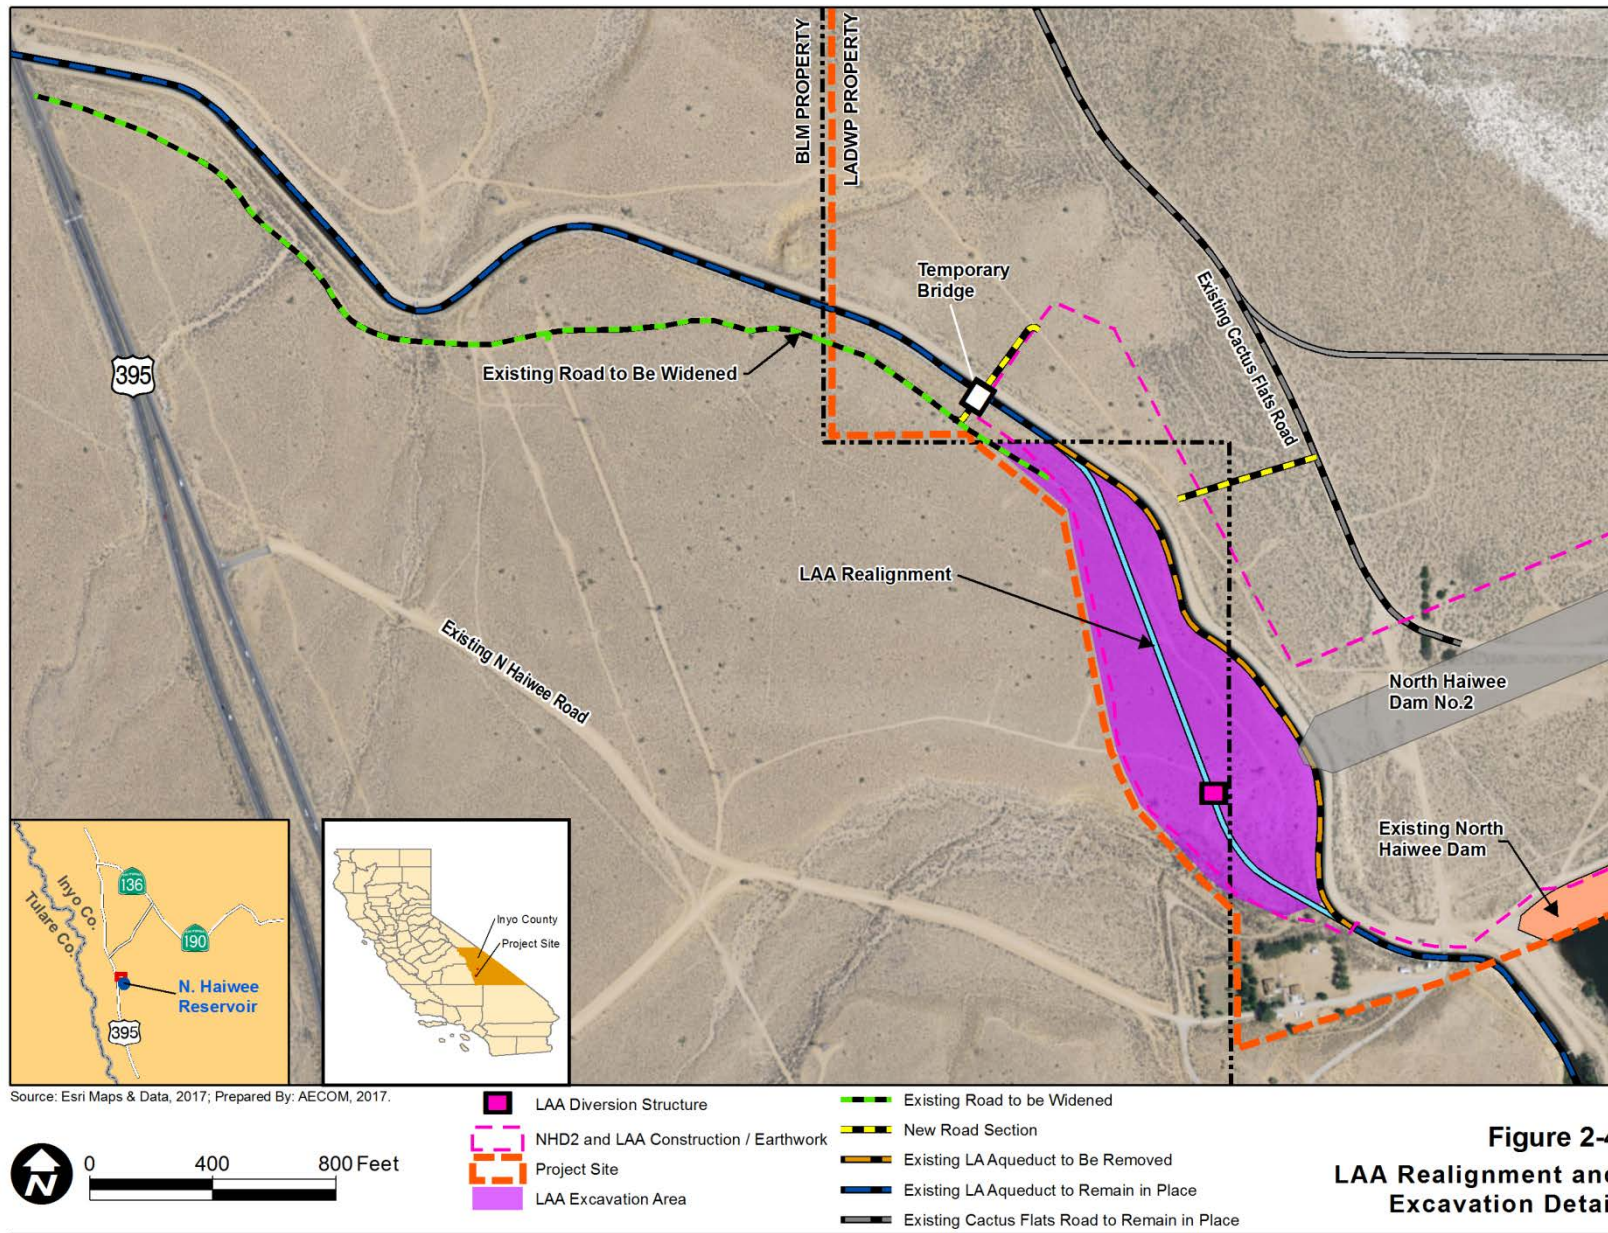 BLM PROPERTY
LADWP PROPERTY
Temporary
Bridge
Existing Cactus Flats Road
395
Existing Road to Be Widened
LAA Realignment
Existing N Haiwee Road
North Haiwee
Dam No.2
Existing North
Haiwee Dam
Inyo Co.
Tulare Co.
136
190
N. Haiwee
Reservoir
395
Inyo County
Project Site
Source: Esri Maps & Data, 2017; Prepared By: AECOM, 2017.
N
0 400 800 Feet
LAA Diversion Structure
NHD2 and LAA Construction / Earthwork
Project Site
LAA Excavation Area
Existing Road to be Widened
New Road Section
Existing LA Aqueduct to Be Removed
Existing LA Aqueduct to Remain in Place
Existing Cactus Flats Road to Remain in Place
Figure 2-
LAA Realignment an
Excavation Detai